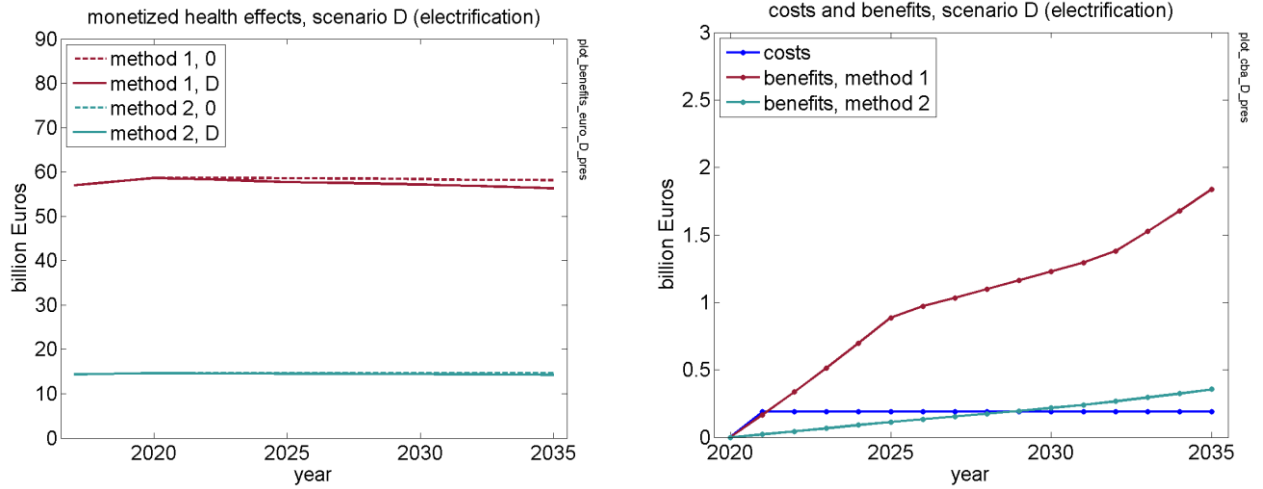 monetized health effects, scenario D (electrification)
90
80
70
60
50
40
30
20
10
0
billion Euros
method 1, 0
method 1, D
method 2, 0
method 2, D
2020
2025
2030
2035
year
plot_benefits_euro_D_pres
costs and benefits, scenario D (electrification)
3
2.5
2
1.5
1
0.5
0
billion Euros
costs
benefits, method 1
benefits, method 2
2020
2025
2030
2035
year
plot_cba_D_pres